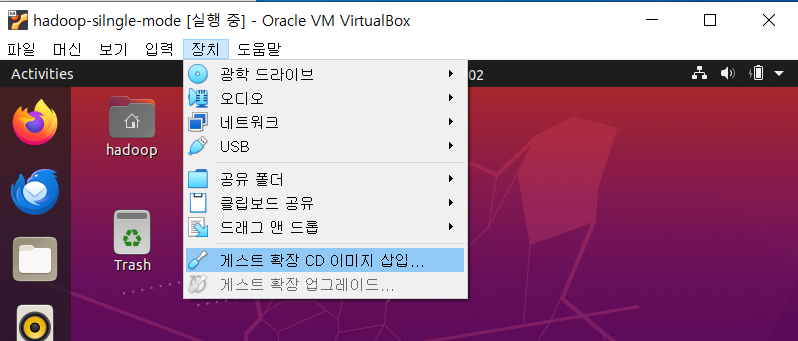 hadoop-silngle-mode [실행 중] - Oracle VM VirtualBox
파일 머신 보기 입력 장치 도움말
Activities
02
광학 드라이브
오디오
네트워크
USB
공유 폴더
클립보드 공유
드래그 앤 드롭
게스트 확장 CD 이미지 삽입...
게스트 확장 업그레이드...
hadoop
Trash